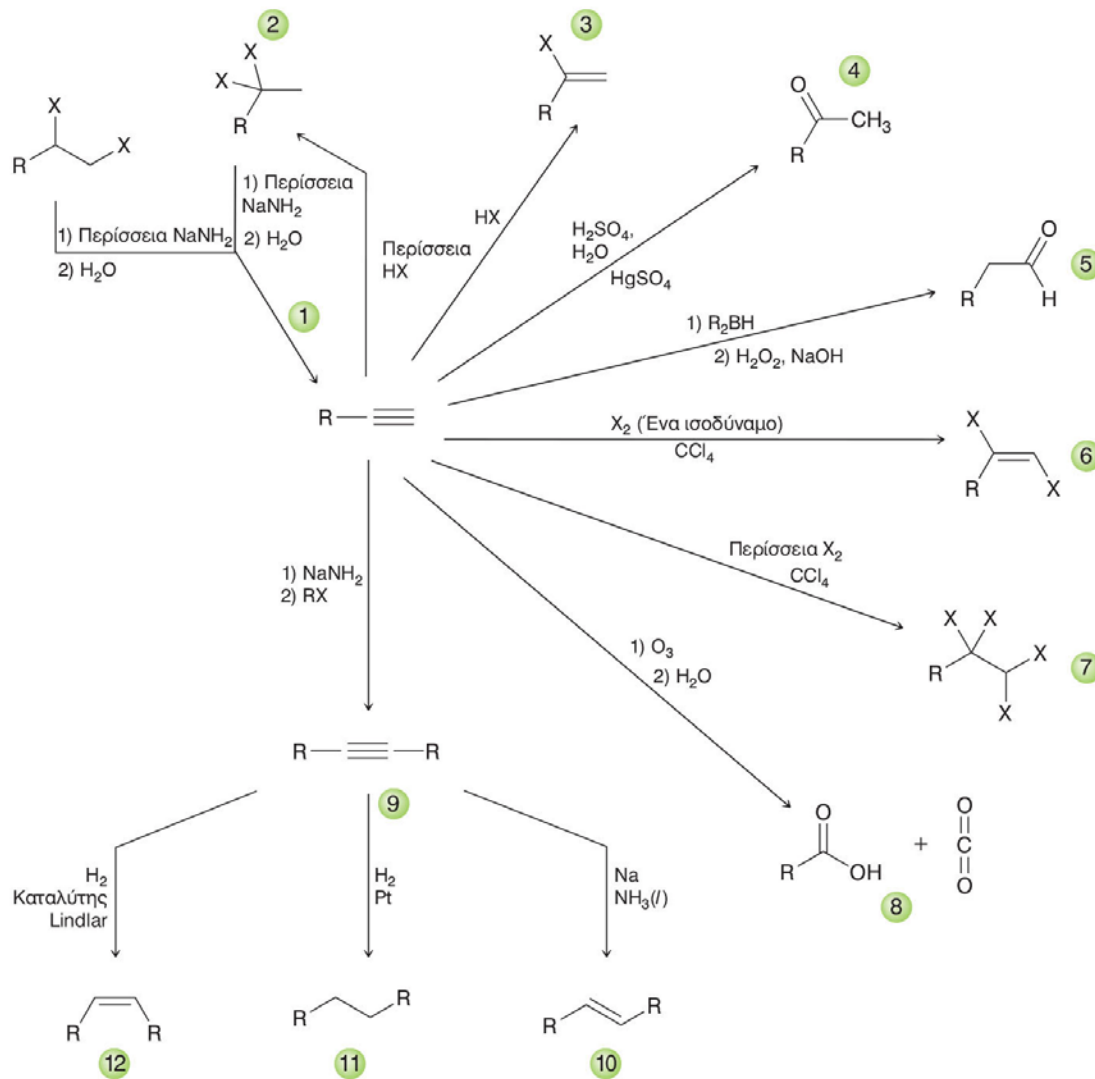 2
3
4
X
X
R
X
R
O
CH₃
R
X
X
R
1) Περίσσεια
NaNH₂
2) H₂O
1) Περίσσεια NaNH₂
2) H₂O
Περίσσεια
HX
HX
H₂SO₄,
H₂O
HgSO₄
O
H
R
5
1
1) R₂BH
2) H₂O₂, NaOH
R
X₂ (Ένα ισοδύναμο)
CCl₄
X
R
X
6
Περίσσεια X₂
CCl₄
1) NaNH₂
2) RX
1) O₃
2) H₂O
X X
X
R
X
7
R
R
9
O
R
OH
+
O
C
O
8
H₂
Καταλύτης
Lindlar
H₂
Pt
Na
NH₃(l)
R
R
R
R
R
R
12
11
10